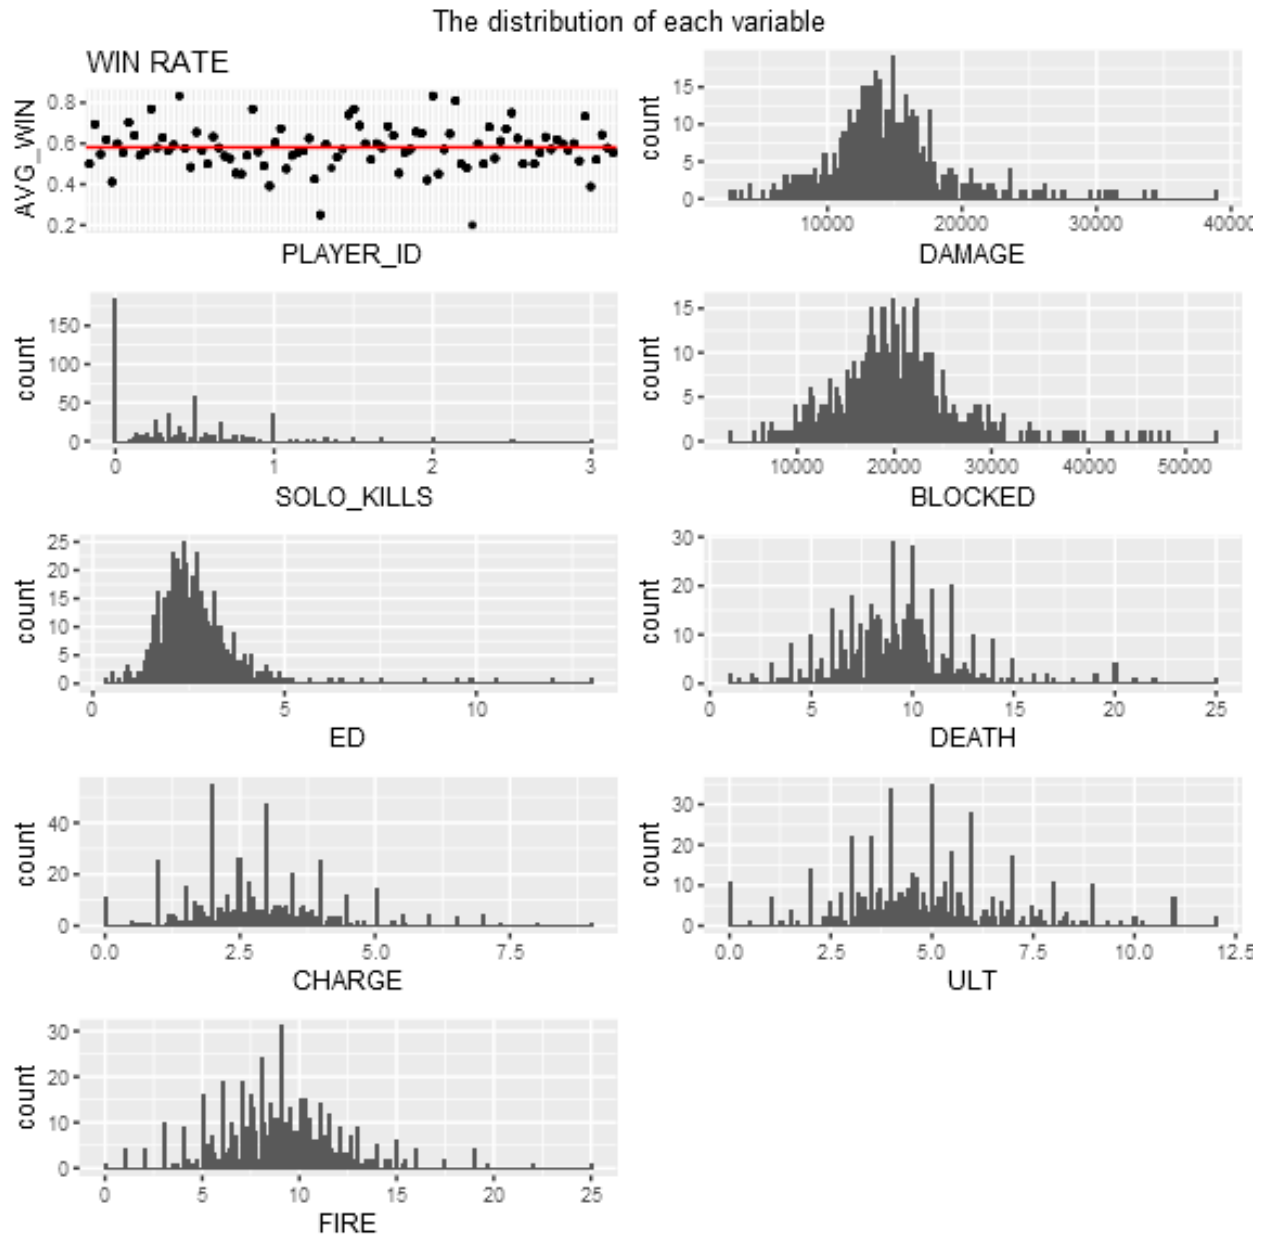 The distribution of each variable
WIN RATE
AVG_WIN
0.8
0.6
0.4
0.2
PLAYER_ID
count
15
10
5
0
10000 20000 30000 40000
DAMAGE
count
150
100
50
0
0 1 2 3
SOLO_KILLS
count
15
10
5
0
10000 20000 30000 40000 50000
BLOCKED
count
25
20
15
10
5
0
0 5 10
ED
count
30
20
10
0
0 5 10 15 20 25
DEATH
count
40
20
0
0.0 2.5 5.0 7.5
CHARGE
count
30
20
10
0
0.0 2.5 5.0 7.5 10.0 12.5
ULT
count
30
20
10
0
0 5 10 15 20 25
FIRE